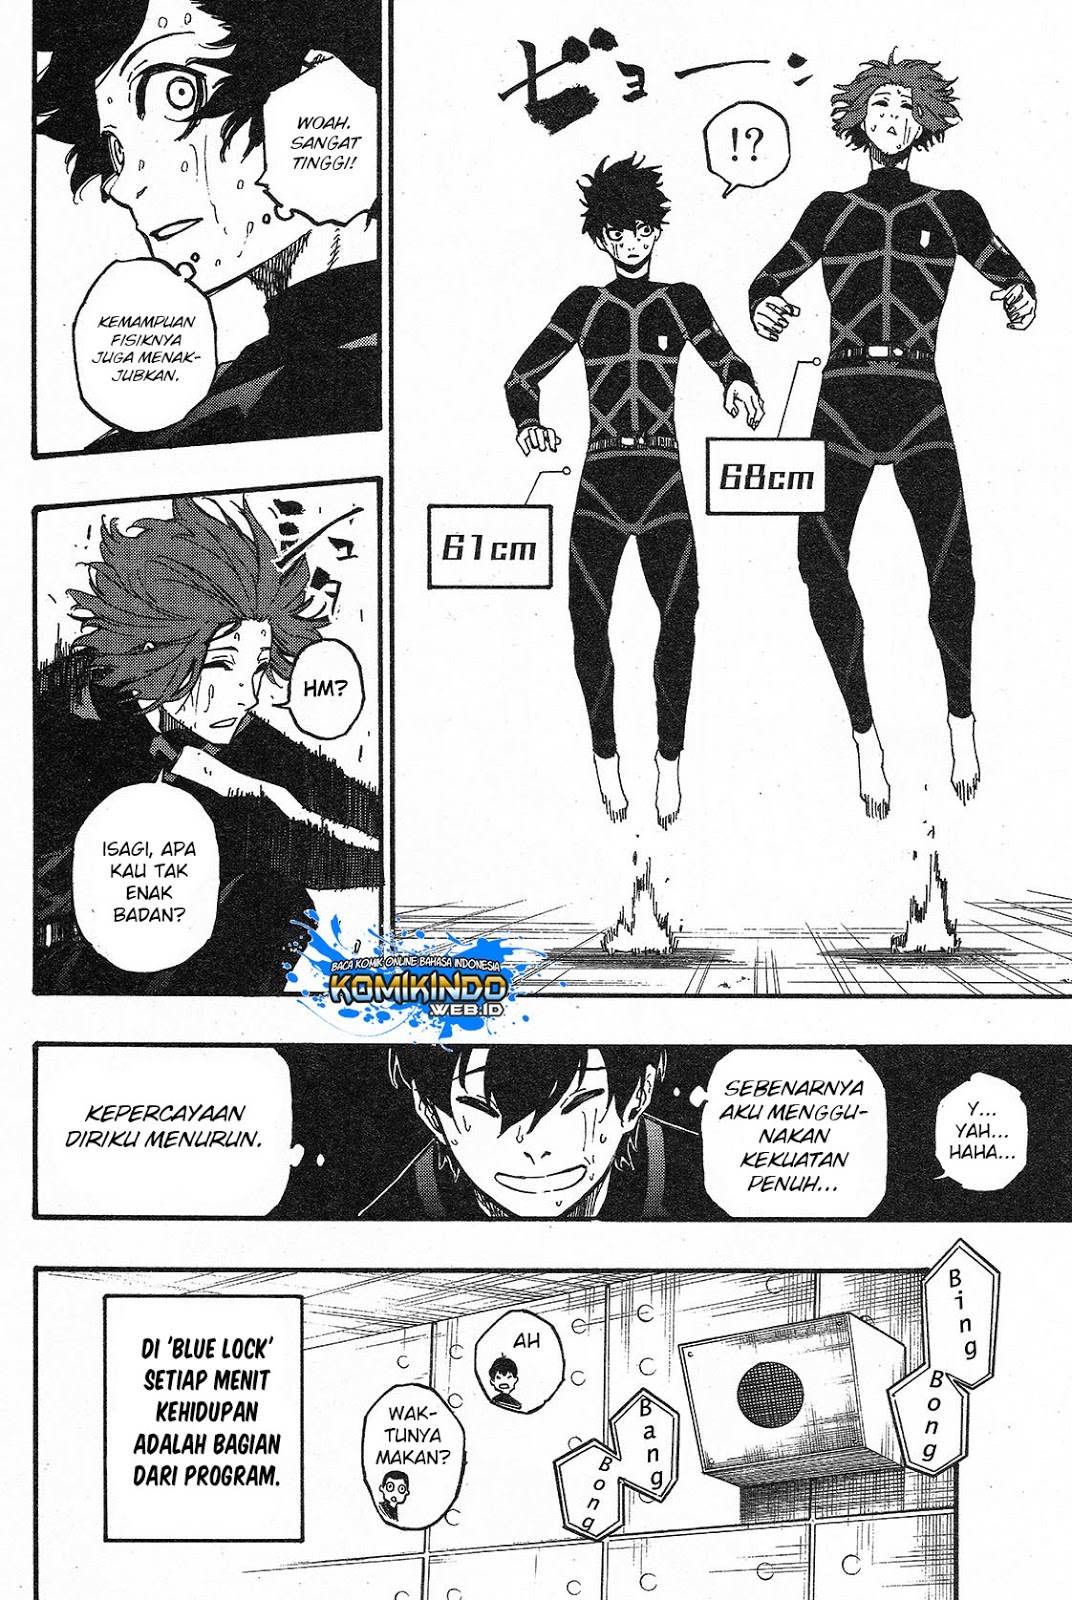 ビョーン
!?
68cm
61cm
WOAH.
SANGAT
TINGGI!
KEMAMPUAN
FISIKNYA
JUGA MENAK-
JUBKAN.
HM?
ISAGI, APA
KAU TAK
ENAK
BADAN?
BACA KOMIK ONLINE BAHASA INDONESIA
KOMIKINDO
WEB.ID
Y...
YAH...
HAHA...
SEBENARNYA
AKU MENGGU-
NAKAN
KEKUATAN
PENUH...
KEPERCAYAAN
DIRIKU MENURUN.
Bing
Bong
Bang
Bong
AH
WAK-
TUNYA
MAKAN?
DI 'BLUE LOCK'
SETIAP MENIT
KEHIDUPAN
ADALAH BAGIAN
DARI PROGRAM.